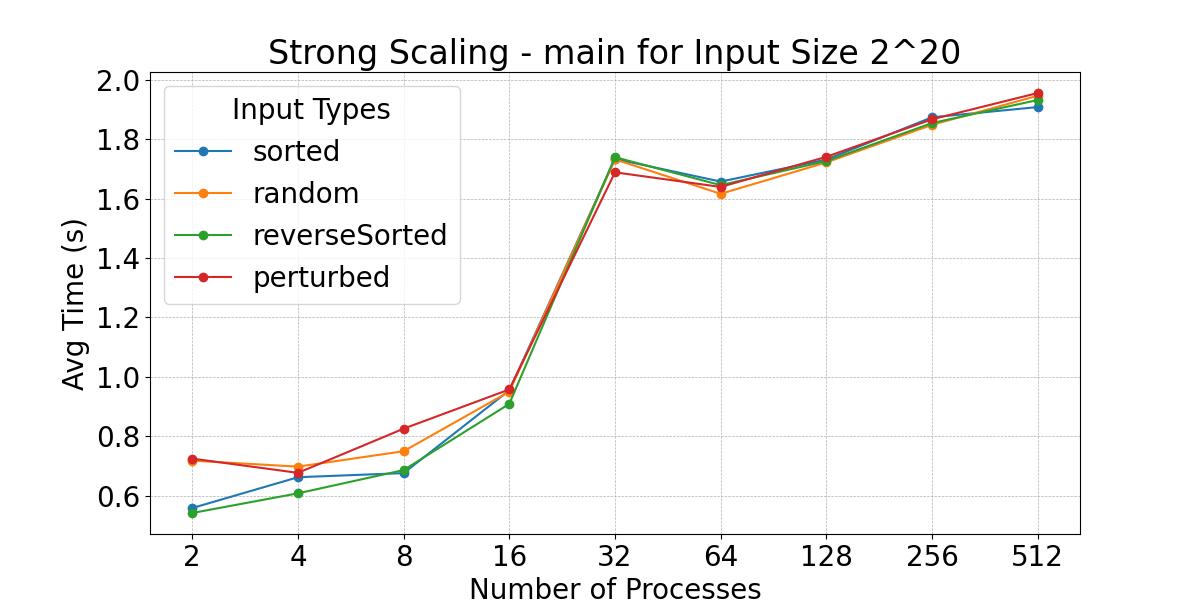 Strong Scaling - main for Input Size 2^20
Avg Time (s)
2.0
1.8
1.6
1.4
1.2
1.0
0.8
0.6
Input Types
sorted
random
reverseSorted
perturbed
2 4 8 16 32 64 128 256 512
Number of Processes